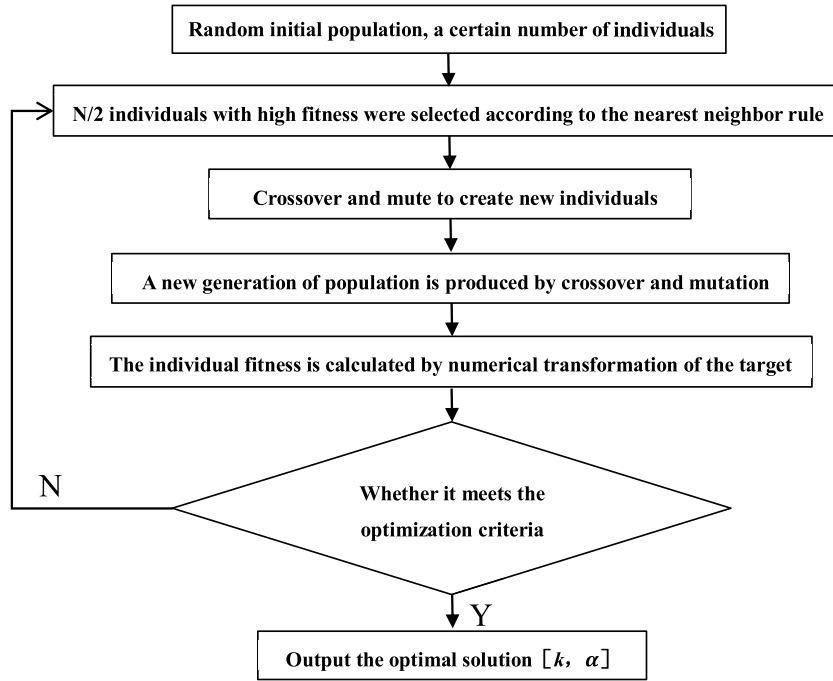 Random initial population, a certain number of individuals
N/2 individuals with high fitness were selected according to the nearest neighbor rule
Crossover and mute to create new individuals
A new generation of population is produced by crossover and mutation
The individual fitness is calculated by numerical transformation of the target
N
Whether it meets the
optimization criteria
Y
Output the optimal solution［k，α］